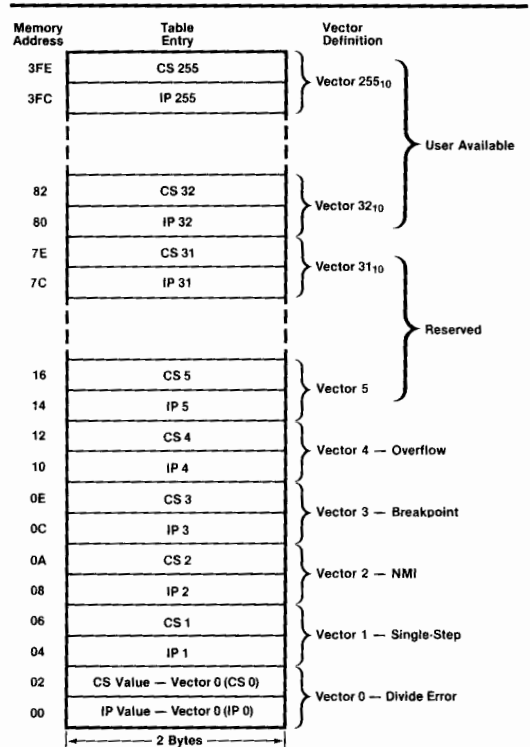 Memory Address
Table Entry
Vector Definition
3FE CS 255
3FC IP 255
Vector 255₁₀
User Available
82 CS 32
80 IP 32
Vector 32₁₀
7E CS 31
7C IP 31
Vector 31₁₀
Reserved
16 CS 5
14 IP 5
Vector 5
12 CS 4
10 IP 4
Vector 4 — Overflow
0E CS 3
0C IP 3
Vector 3 — Breakpoint
0A CS 2
08 IP 2
Vector 2 — NMI
06 CS 1
04 IP 1
Vector 1 — Single-Step
02 CS Value — Vector 0 (CS 0)
00 IP Value — Vector 0 (IP 0)
Vector 0 — Divide Error
2 Bytes